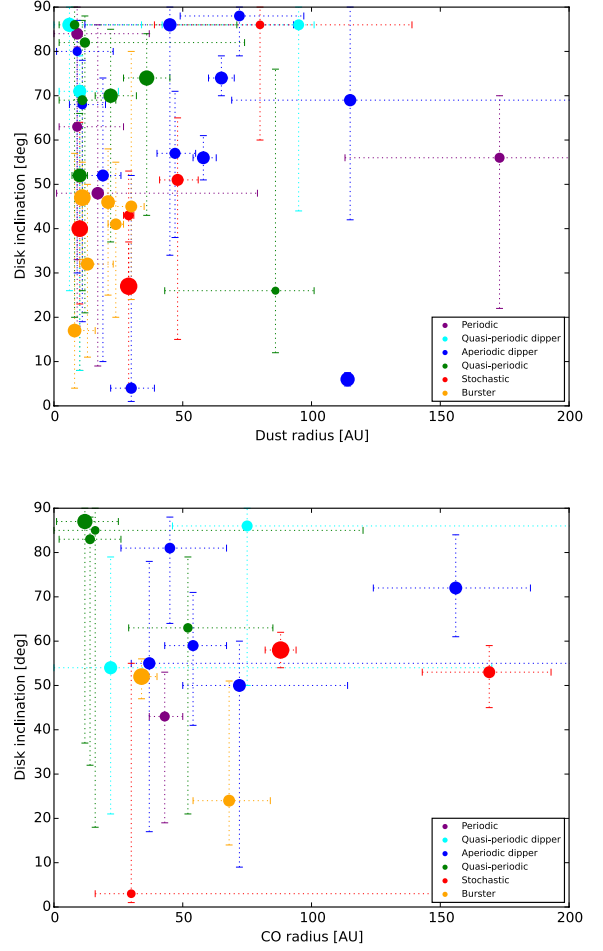 90
80
70
60
50
40
30
20
10
0
Disk inclination [deg]
Periodic
Quasi-periodic dipper
Aperiodic dipper
Quasi-periodic
Stochastic
Burster
0 50 100 150 200
Dust radius [AU]
90
80
70
60
50
40
30
20
10
0
Disk inclination [deg]
Periodic
Quasi-periodic dipper
Aperiodic dipper
Quasi-periodic
Stochastic
Burster
0 50 100 150 200
CO radius [AU]